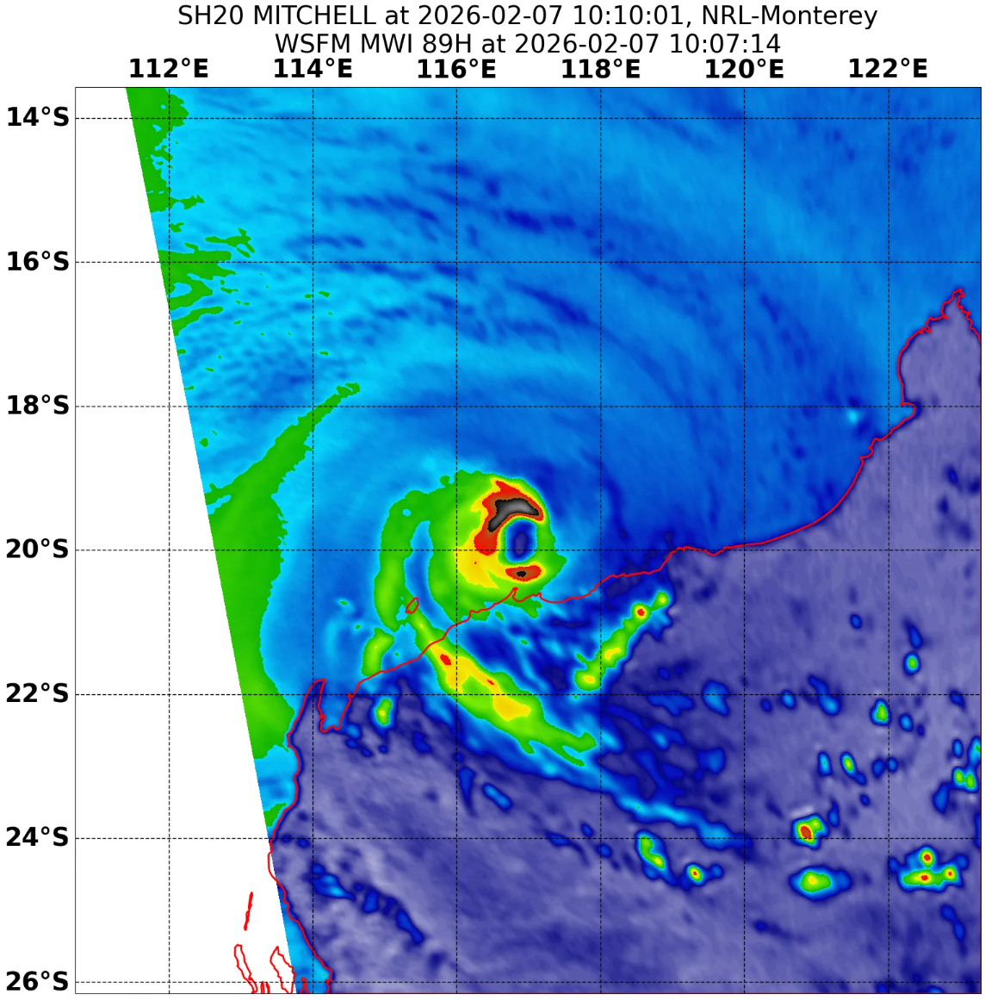 SH20 MITCHELL at 2026-02-07 10:10:01, NRL-Monterey
WSFM MWI 89H at 2026-02-07 10:07:14
112°E 114°E 116°E 118°E 120°E 122°E
14°S
16°S
18°S
20°S
22°S
24°S
26°S